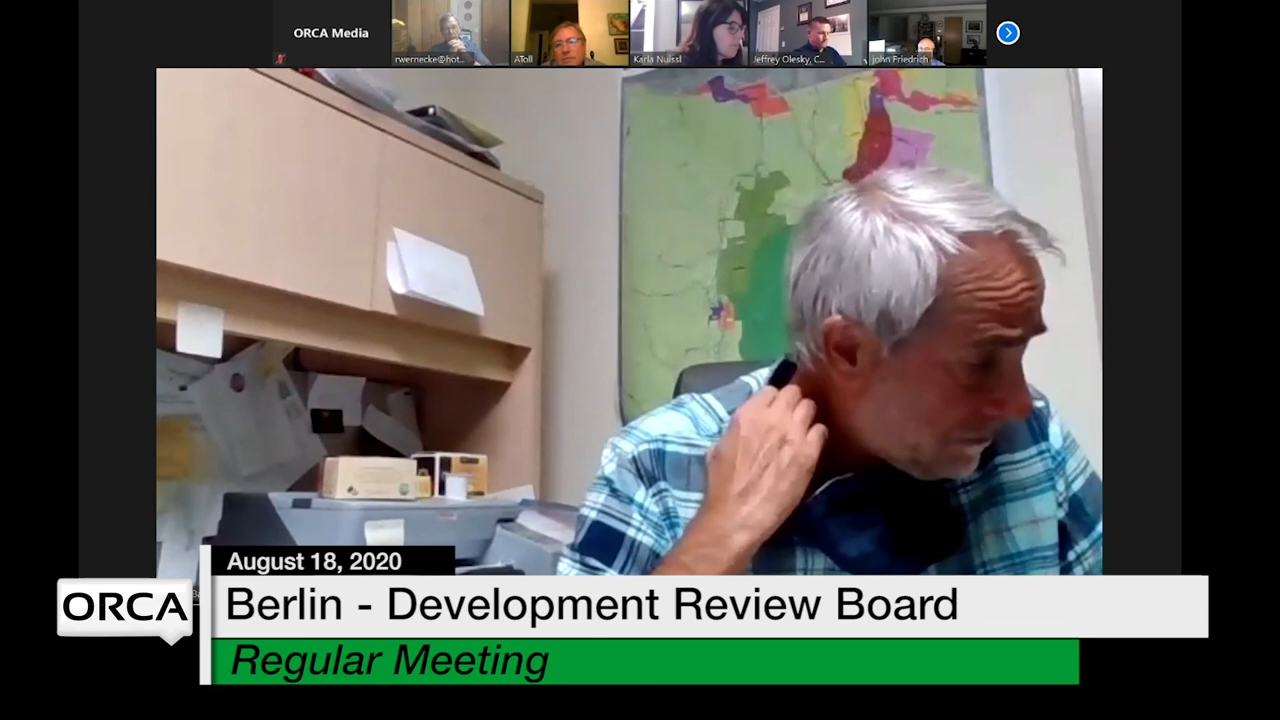 ORCA Media
rwernecke@hot...
AToll
Karla Nuissl
Jeffrey Olesky, C...
john Friedrich
August 18, 2020
ORCA
Berlin - Development Review Board
Regular Meeting